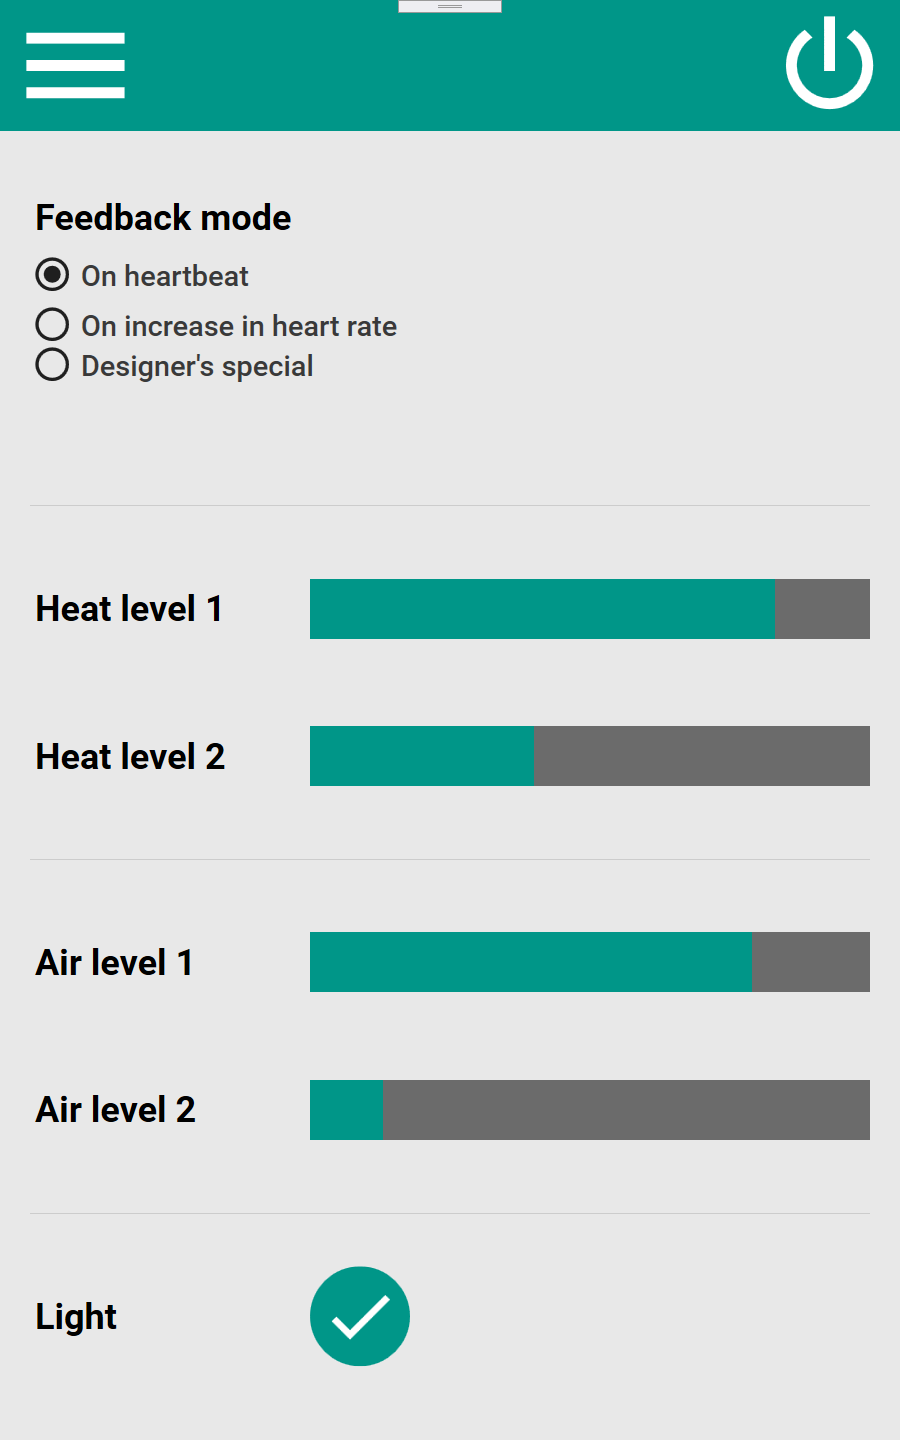 Feedback mode
On heartbeat
On increase in heart rate
Designer's special
Heat level 1
Heat level 2
Air level 1
Air level 2
Light